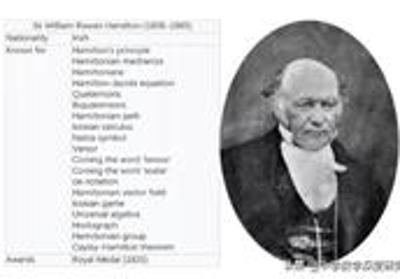 Sir William Rowan Hamilton (1805-1865)
Nationality Irish
Known for Hamilton's principle
Hamiltonian mechanics
Hamiltonians
Hamilton-Jacobi equation
Quaternions
Biquaternions
Hamiltonian path
Icosian calculus
Nabla symbol
Versor
Coining the word 'tensor'
Coining the word 'scalar'
Hamiltonian vector field
Icosian game
Universal algebra
Hodograph
Hamiltonian group
Cayley-Hamilton theorem
Awards Royal Medal (1835)